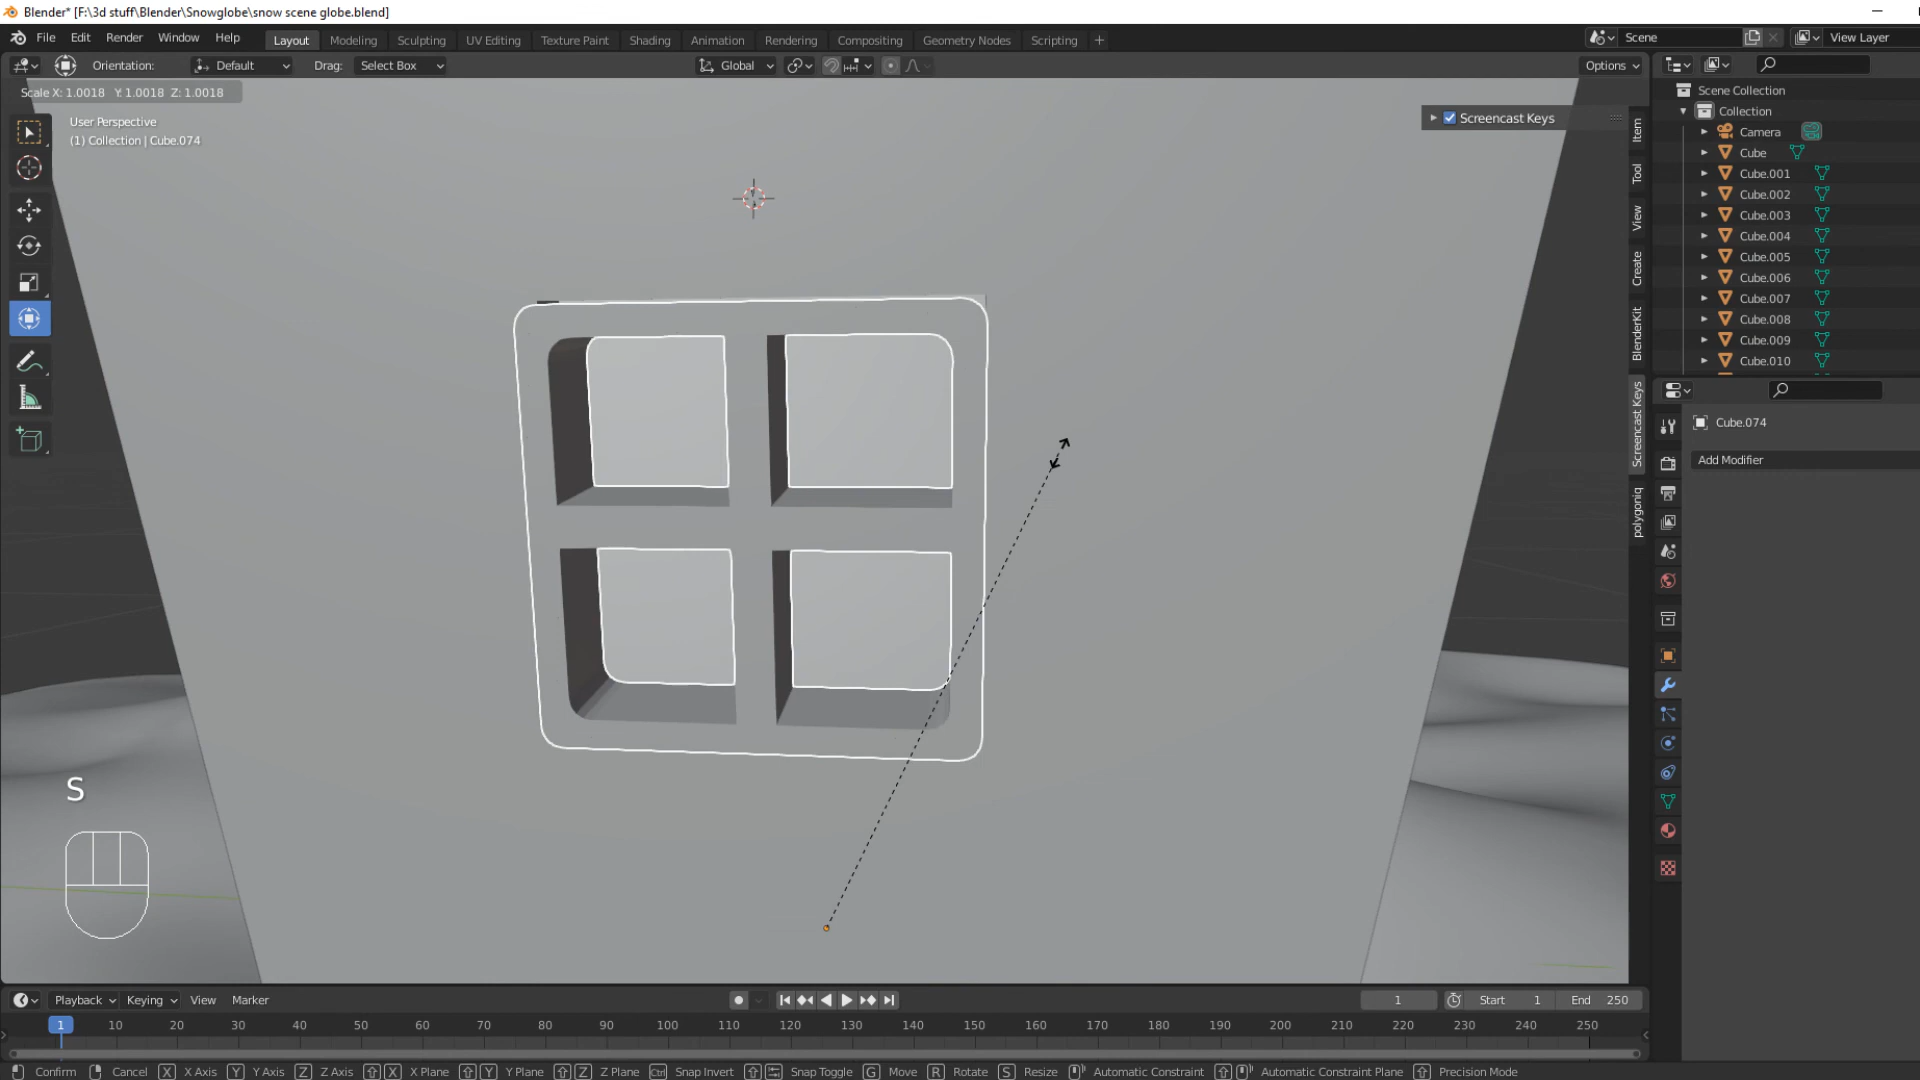 Blender* [F:\3d stuff\Blender\Snowglobe\snow scene globe.blend]
File Edit Render Window Help Layout Modeling Sculpting UV Editing Texture Paint Shading Animation Rendering Compositing Geometry Nodes Scripting + Scene View Layer
Orientation: Default Drag: Select Box Global Options
Scale X: 1.0018 Y: 1.0018 Z: 1.0018
User Perspective
(1) Collection | Cube.074
Screencast Keys
Item
Tool
View
Create
BlenderKit
Screencast Keys
polygoniq
Scene Collection
Collection
Camera
Cube
Cube.001
Cube.002
Cube.003
Cube.004
Cube.005
Cube.006
Cube.007
Cube.008
Cube.009
Cube.010
Cube.074
Add Modifier
S
Playback Keying View Marker 1 Start 1 End 250
1 10 20 30 40 50 60 70 80 90 100 110 120 130 140 150 160 170 180 190 200 210 220 230 240 250
Confirm Cancel X X Axis Y Y Axis Z Z Axis X X Plane Y Y Plane Z Z Plane Ctrl Snap Invert Snap Toggle G Move R Rotate S Resize Automatic Constraint Automatic Constraint Plane Precision Mode